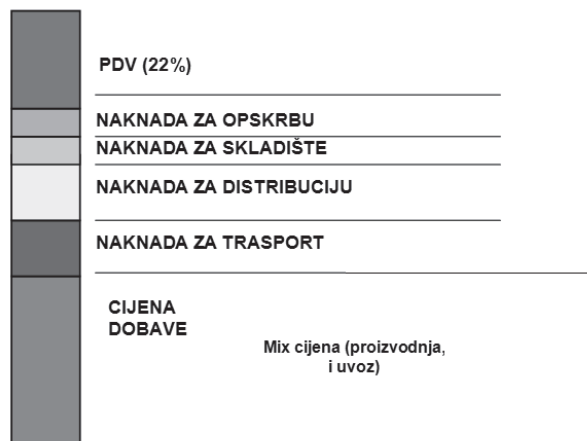 PDV (22%)
NAKNADA ZA OPSKRBU
NAKNADA ZA SKLADIŠTE
NAKNADA ZA DISTRIBUCIJU
NAKNADA ZA TRASPORT
CIJENA
DOBAVE
Mix cijena (proizvodnja,
i uvoz)